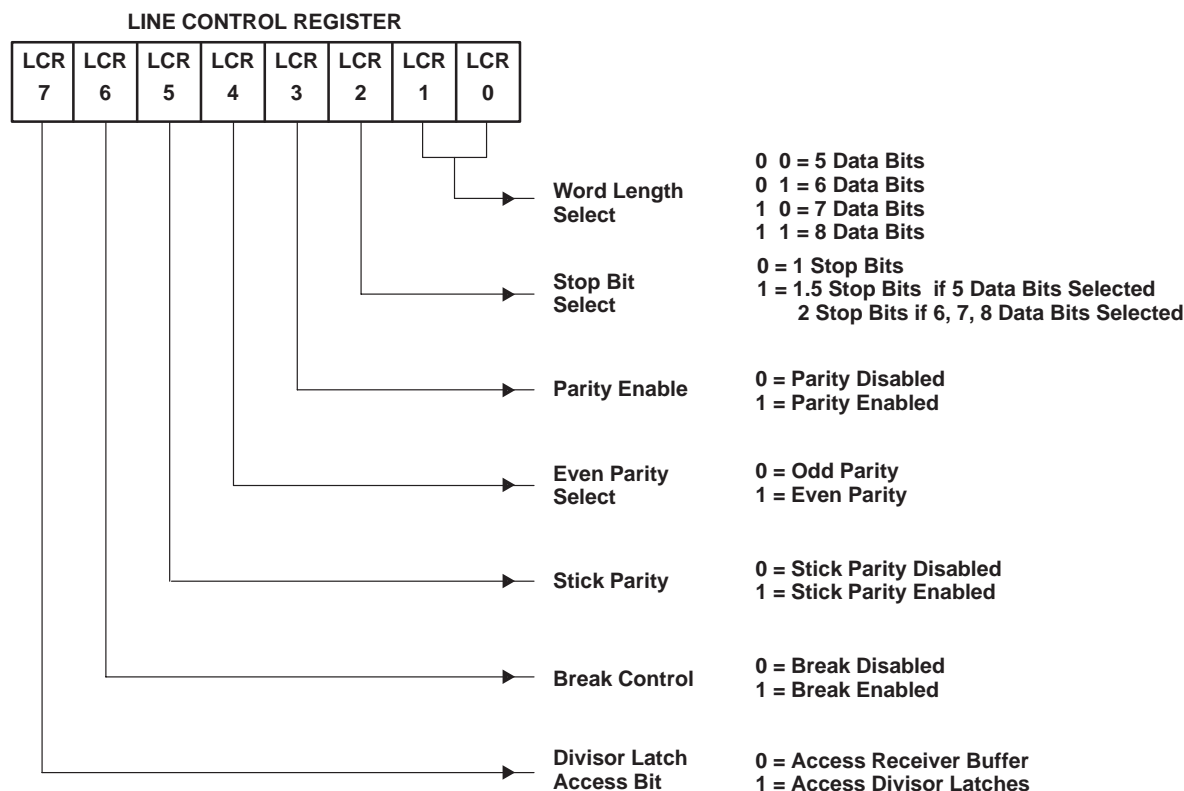 LINE CONTROL REGISTER
LCR LCR LCR LCR LCR LCR LCR LCR
7 6 5 4 3 2 1 0
Word Length
Select
0 0 = 5 Data Bits
0 1 = 6 Data Bits
1 0 = 7 Data Bits
1 1 = 8 Data Bits
Stop Bit
Select
0 = 1 Stop Bits
1 = 1.5 Stop Bits if 5 Data Bits Selected
2 Stop Bits if 6, 7, 8 Data Bits Selected
Parity Enable
0 = Parity Disabled
1 = Parity Enabled
Even Parity
Select
0 = Odd Parity
1 = Even Parity
Stick Parity
0 = Stick Parity Disabled
1 = Stick Parity Enabled
Break Control
0 = Break Disabled
1 = Break Enabled
Divisor Latch
Access Bit
0 = Access Receiver Buffer
1 = Access Divisor Latches